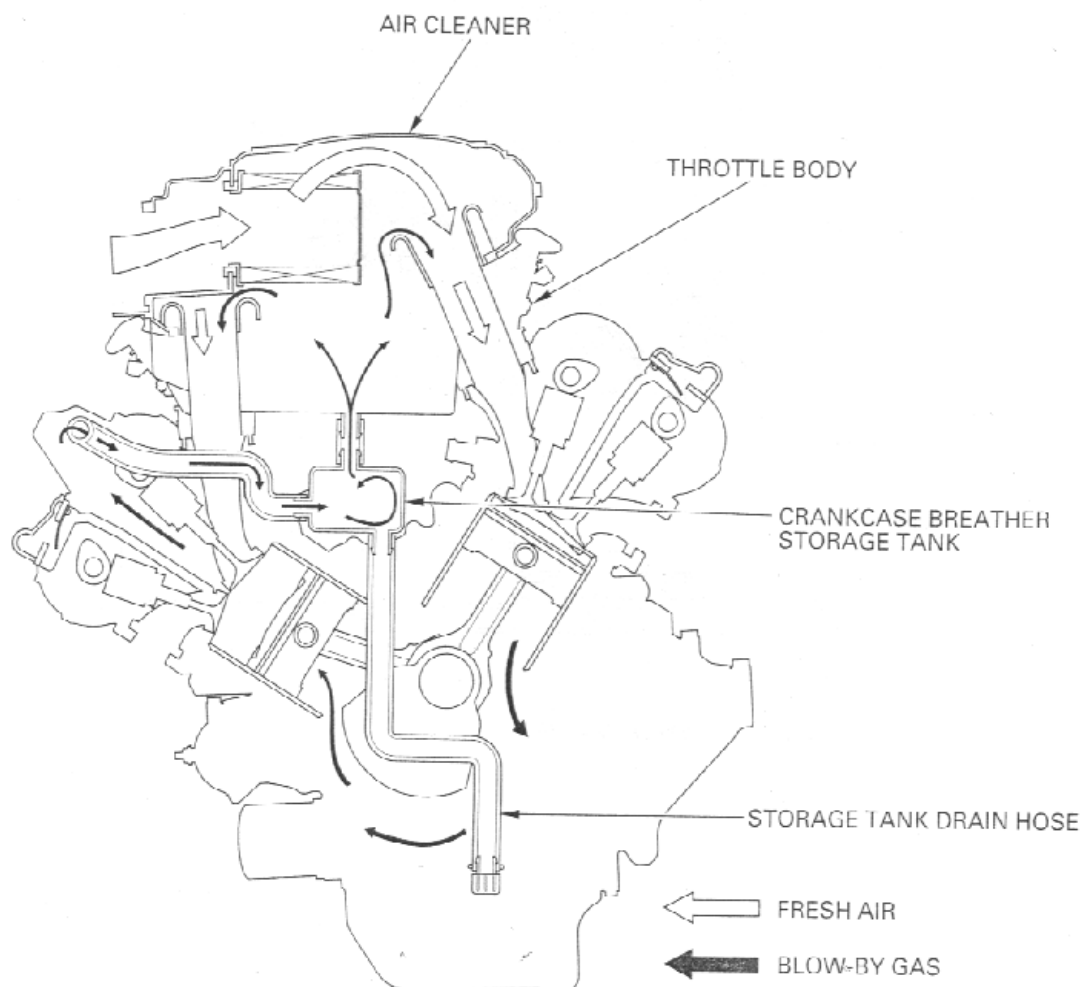 AIR CLEANER
THROTTLE BODY
CRANKCASE BREATHER
STORAGE TANK
STORAGE TANK DRAIN HOSE
FRESH AIR
BLOW-BY GAS